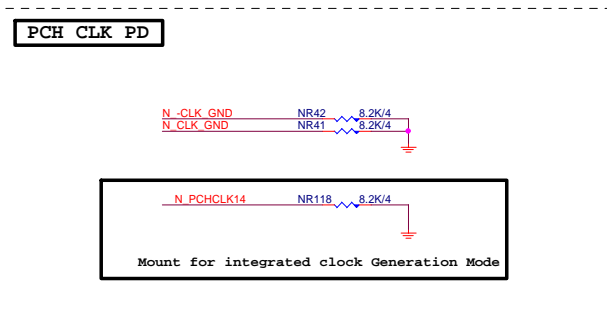 PCH CLK PD
N_-CLK_GND NR42 8.2K/4
N_CLK_GND NR41 8.2K/4
N_PCHCLK14 NR118 8.2K/4
Mount for integrated clock Generation Mode